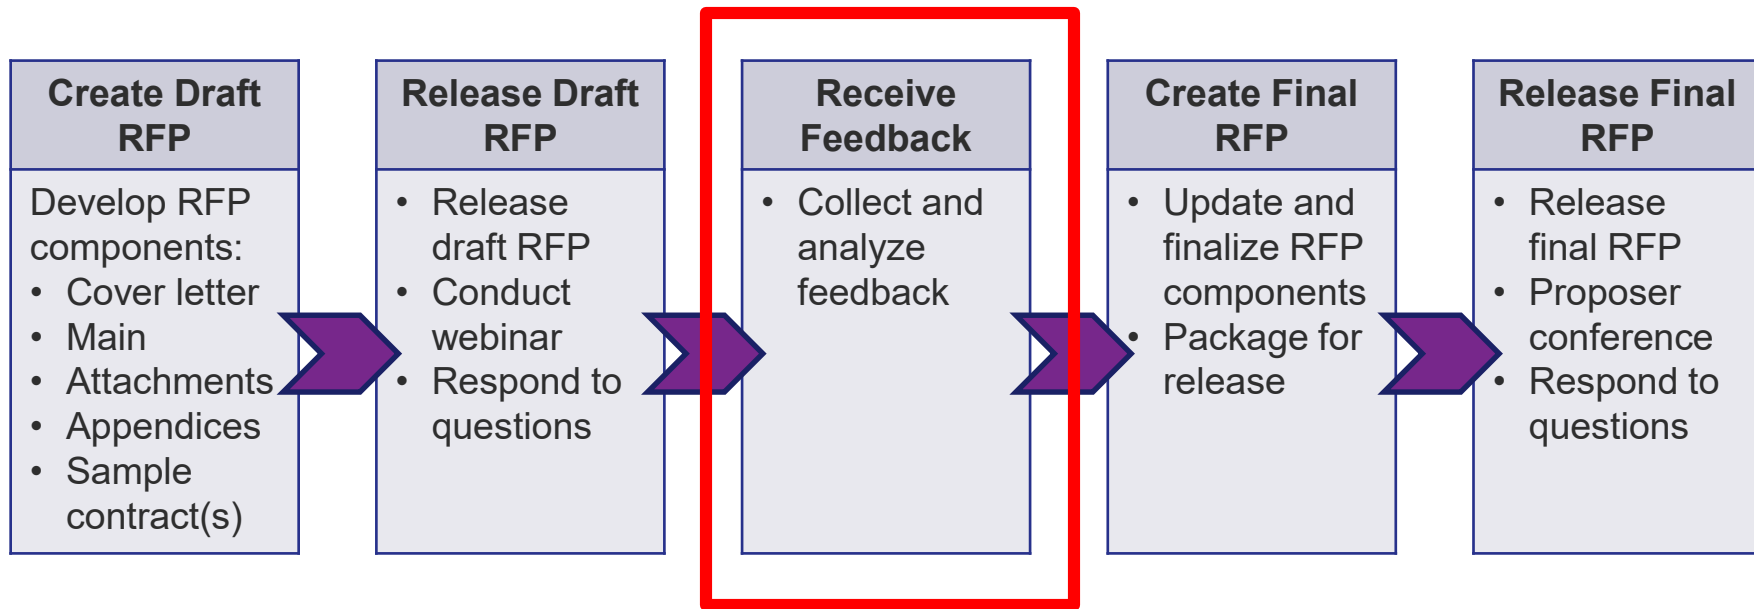 Create Draft
RFP
Develop RFP
components:
• Cover letter
• Main
• Attachments
• Appendices
• Sample
contract(s)
Release Draft
RFP
• Release
draft RFP
• Conduct
webinar
• Respond to
questions
Receive
Feedback
• Collect and
analyze
feedback
Create Final
RFP
• Update and
finalize RFP
components
• Package for
release
Release Final
RFP
• Release
final RFP
• Proposer
conference
• Respond to
questions